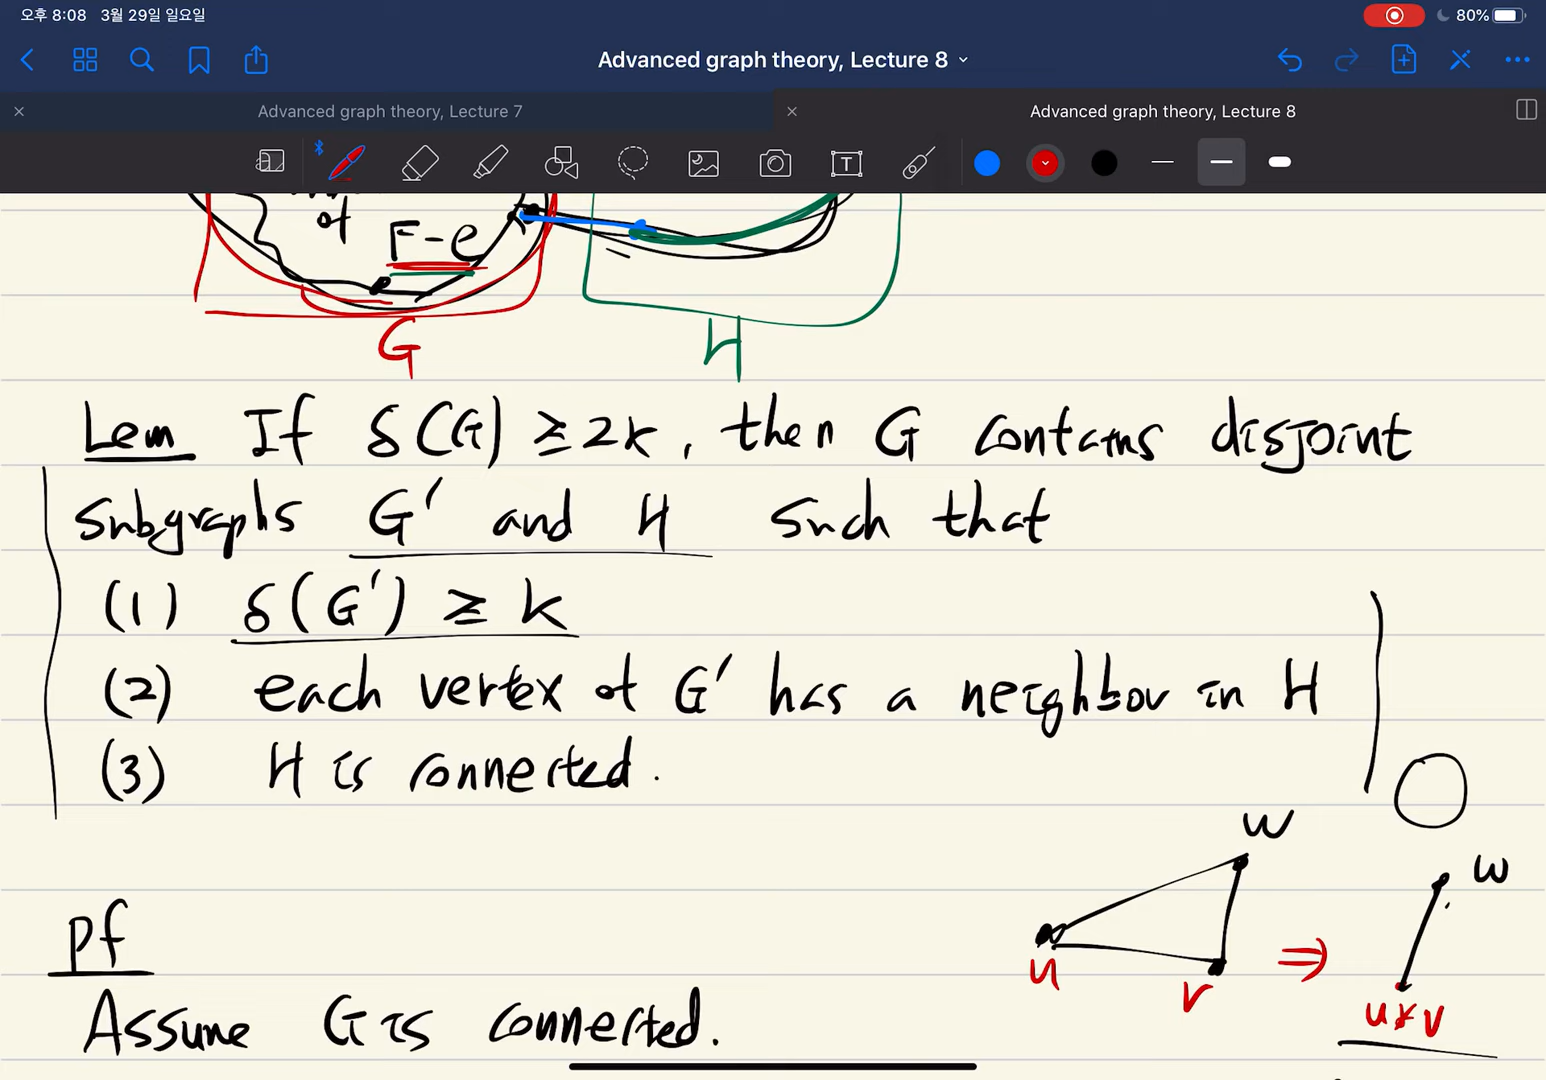 오후 8:08 3월 29일 일요일
80%
Advanced graph theory, Lecture 8
Advanced graph theory, Lecture 7
Advanced graph theory, Lecture 8
T
of
F-e
G
H
Lem If δ(G) ≥ 2k, then G contains disjoint
subgraphs G' and H such that
(1) δ(G') ≥ k
(2) each vertex of G' has a neighbor in H
(3) H is connected.
w
w
pf
u
v
⇒
u*v
Assume G is connected.